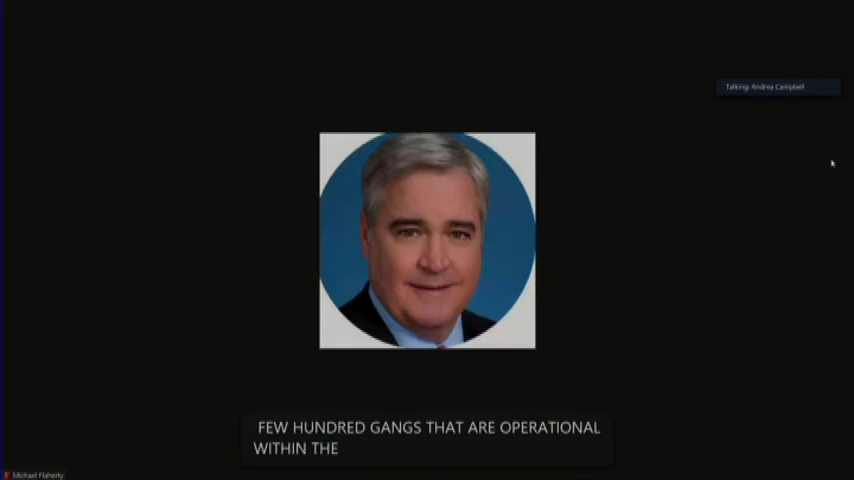 Talking: Andrea Campbell
FEW HUNDRED GANGS THAT ARE OPERATIONAL
WITHIN THE
Michael Flaherty